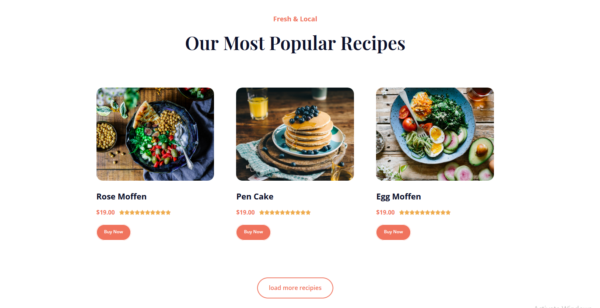 Fresh & Local
Our Most Popular Recipes
Rose Moffen
Pen Cake
Egg Moffen
$19.00
$19.00
$19.00
Buy Now
Buy Now
Buy Now
load more recipies